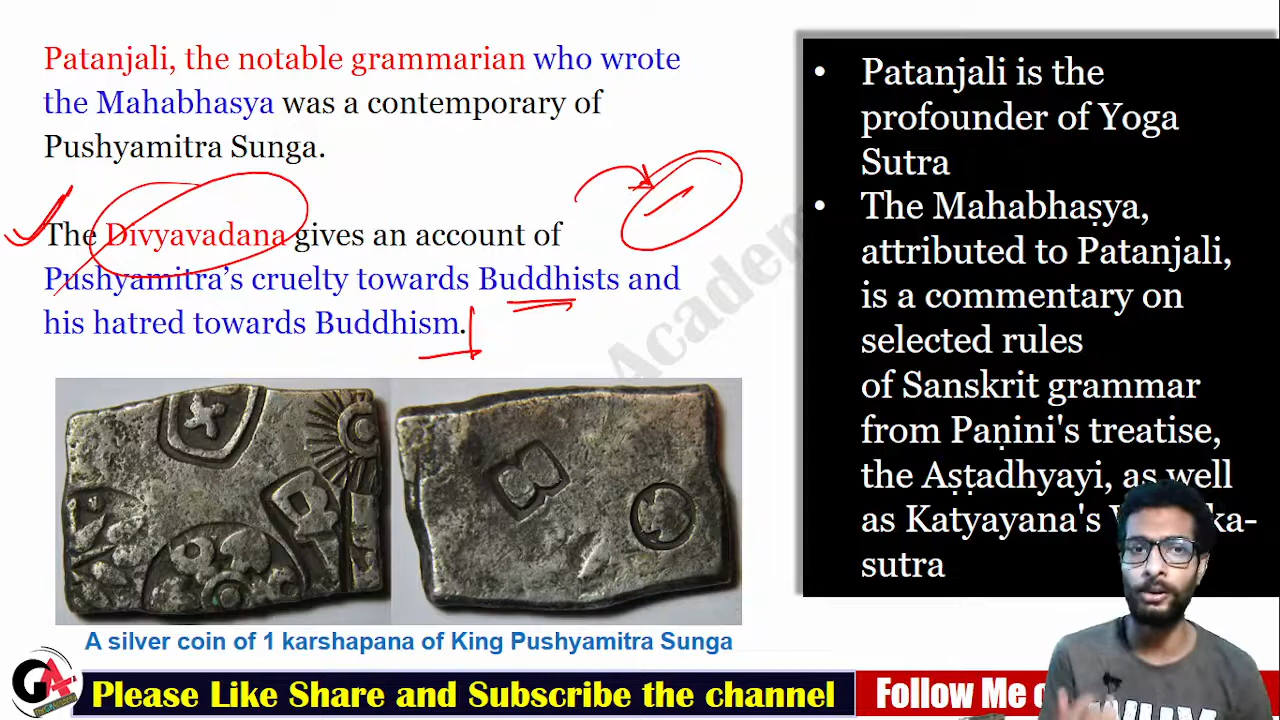 Patanjali, the notable grammarian who wrote
the Mahabhasya was a contemporary of
Pushyamitra Sunga.
The Divyavadana gives an account of
Pushyamitra's cruelty towards Buddhists and
his hatred towards Buddhism.
A silver coin of 1 karshapana of King Pushyamitra Sunga
• Patanjali is the
profounder of Yoga
Sutra
• The Mahabhaṣya,
attributed to Patanjali,
is a commentary on
selected rules
of Sanskrit grammar
from Paṇini's treatise,
the Aṣṭadhyayi, as well
as Katyayana's
sutra
GA
Please Like Share and Subscribe the channel
Follow Me